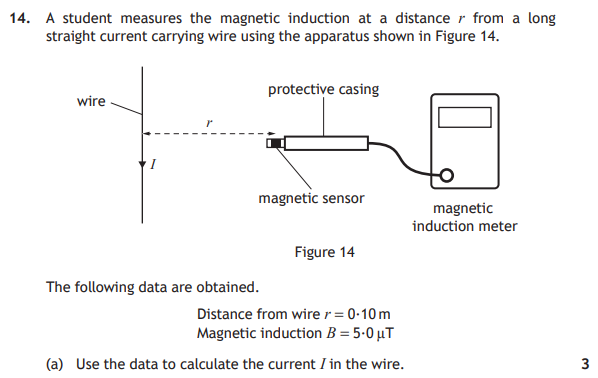 14. A student measures the magnetic induction at a distance r from a long
straight current carrying wire using the apparatus shown in Figure 14.
protective casing
wire
r
I
magnetic sensor
magnetic
induction meter
Figure 14
The following data are obtained.
Distance from wire r = 0·10 m
Magnetic induction B = 5·0 µT
(a) Use the data to calculate the current I in the wire. 3